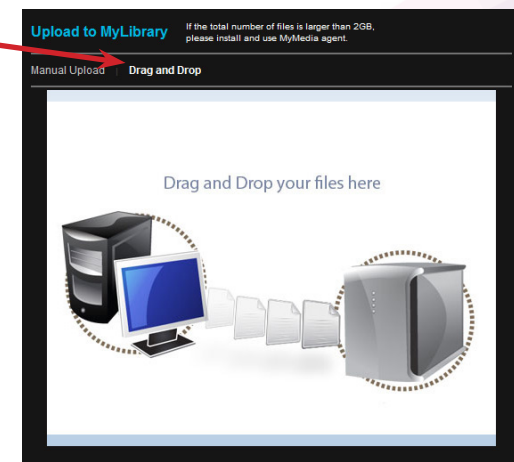 Upload to MyLibrary
If the total number of files is larger than 2GB,
please install and use MyMedia agent.
Manual Upload | Drag and Drop
Drag and Drop your files here